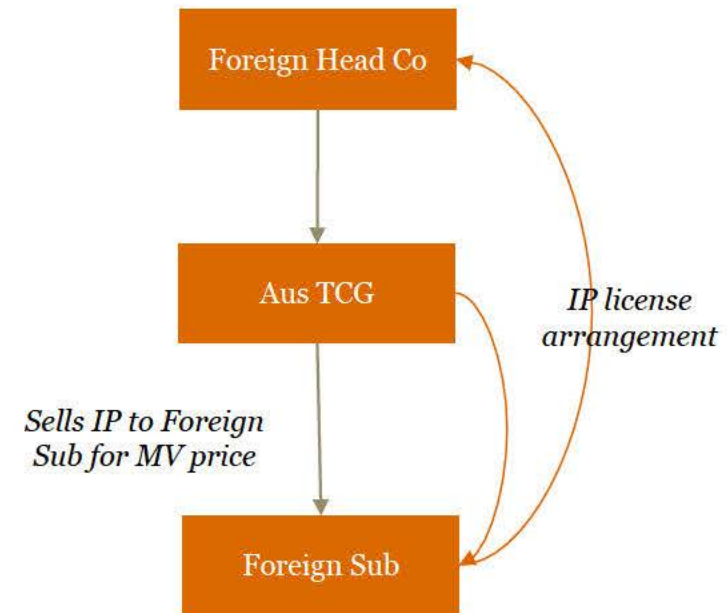 Foreign Head Co
Aus TCG
IP license
arrangement
Sells IP to Foreign
Sub for MV price
Foreign Sub